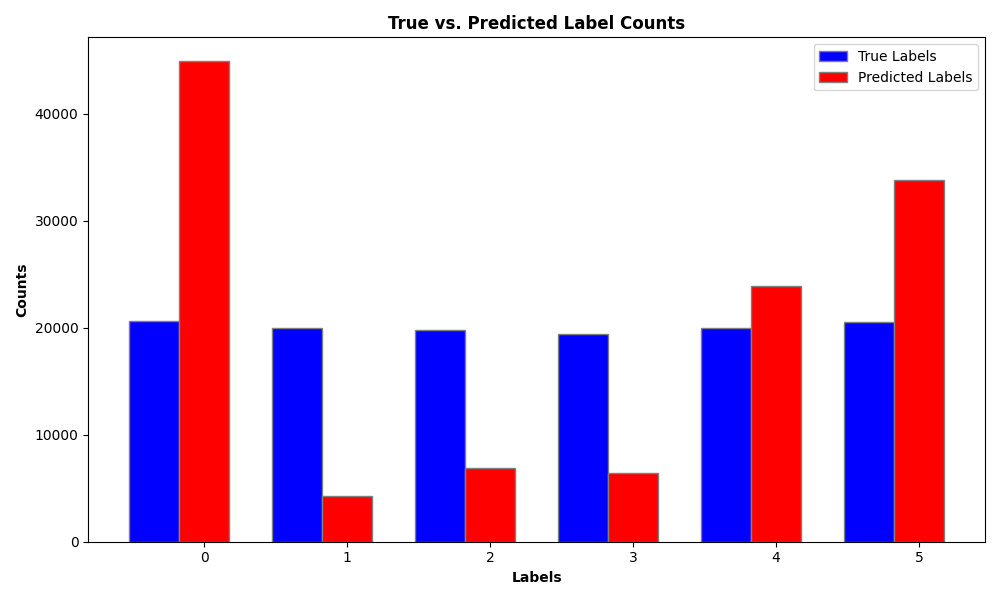 True vs. Predicted Label Counts
True Labels
Predicted Labels
40000
30000
20000
10000
0
Counts
0 1 2 3 4 5
Labels